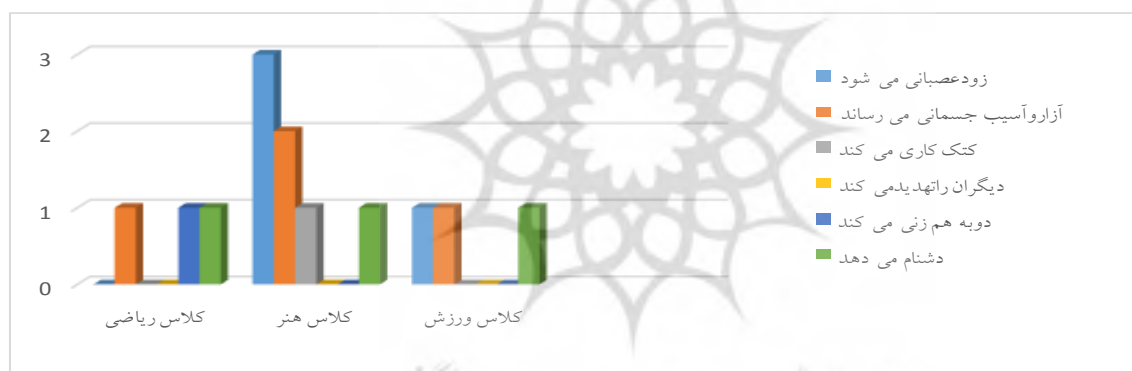 3
2
1
0
کلاس ریاضی
کلاس هنر
کلاس ورزش
زودعصبانی می شود
آزاروآسیب جسمانی می رساند
کتک کاری می کند
دیگران راتهدیدمی کند
دوبه هم زنی می کند
دشنام می دهد